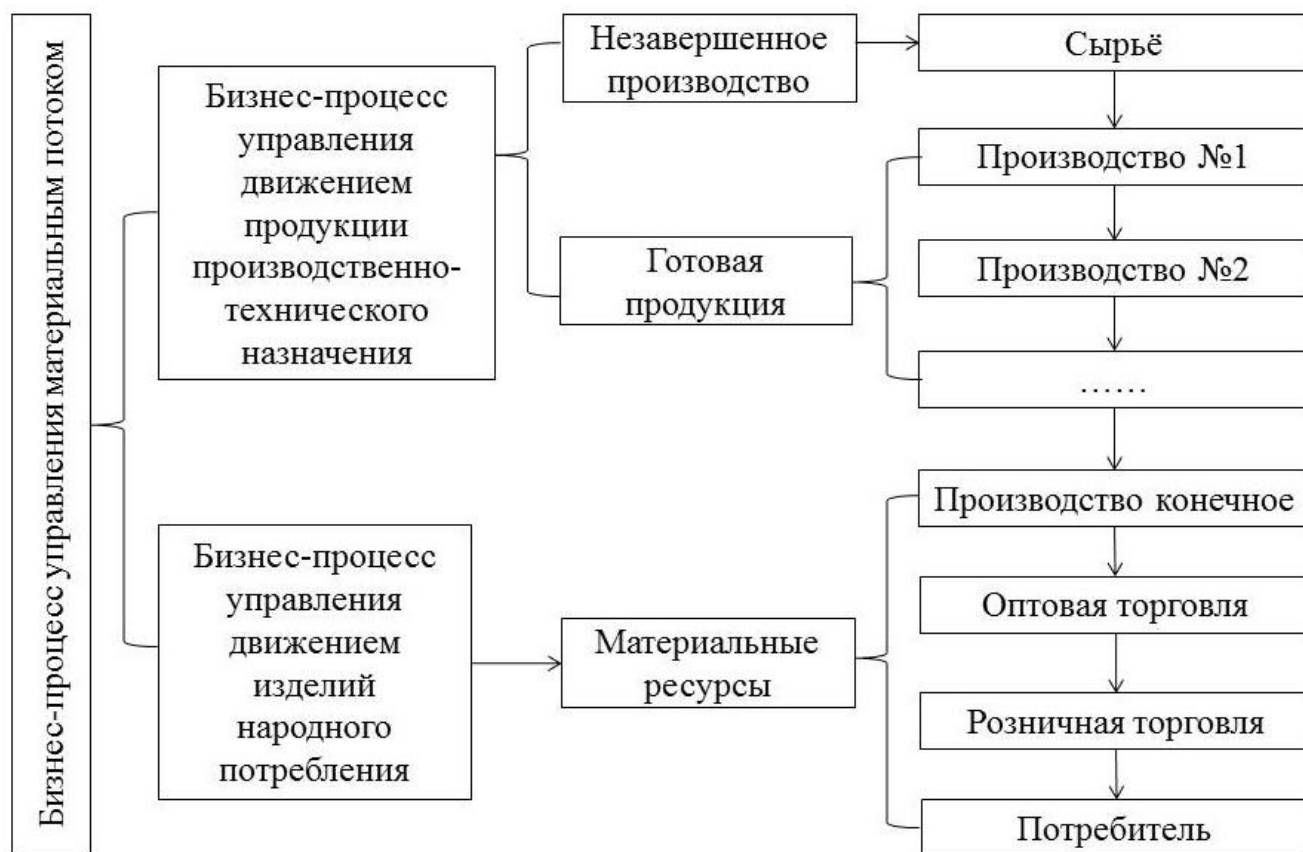 Бизнес-процесс управления материальным потоком
Бизнес-процесс
управления
движением
продукции
производственно-
технического
назначения
Бизнес-процесс
управления
движением
изделий
народного
потребления
Незавершенное
производство
Готовая
продукция
Материальные
ресурсы
Сырьё
Производство №1
Производство №2
......
Производство конечное
Оптовая торговля
Розничная торговля
Потребитель